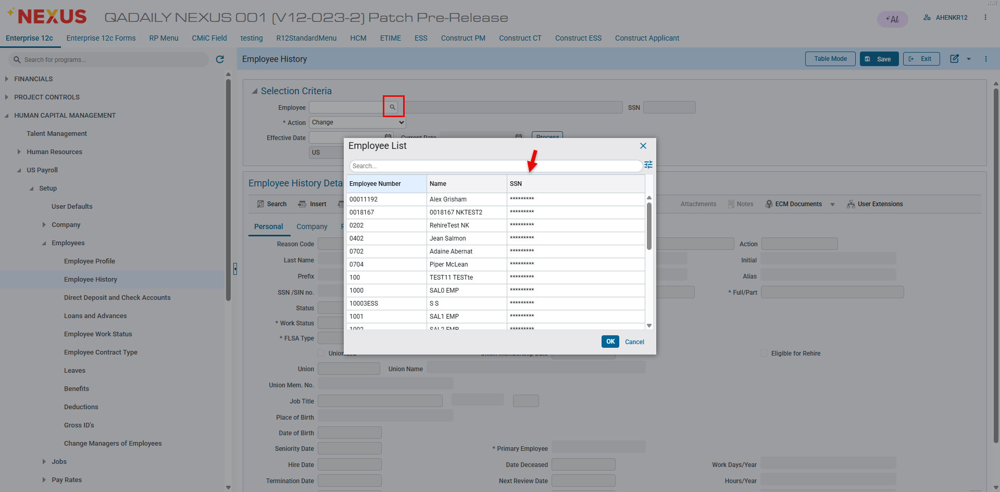 NEXUS
QADAILY NEXUS 001 (V12-023-2) Patch Pre-Release
AI
AHENKR12
Enterprise 12c
Enterprise 12c Forms
RP Menu
CMiC Field
testing
R12StandardMenu
HCM
ETIME
ESS
Construct PM
Construct CT
Construct ESS
Construct Applicant
Search for programs...
FINANCIALS
PROJECT CONTROLS
HUMAN CAPITAL MANAGEMENT
Talent Management
Human Resources
US Payroll
Setup
User Defaults
Company
Employees
Employee Profile
Employee History
Direct Deposit and Check Accounts
Loans and Advances
Employee Work Status
Employee Contract Type
Leaves
Benefits
Deductions
Gross ID's
Change Managers of Employees
Jobs
Pay Rates
Employee History
Table Mode
Save
Exit
Selection Criteria
Employee
SSN
* Action
Change
Effective Date
Current Date
Process
US
Employee History Deta
Search
Insert
Attachments
Notes
ECM Documents
User Extensions
Personal
Company
Reason Code
Action
Last Name
Initial
Prefix
Alias
SSN /SIN no.
* Full/Part
Status
* Work Status
* FLSA Type
Unionized
Union Membership Date
Eligible for Rehire
Union
Union Name
Union Mem. No.
Job Title
Place of Birth
Date of Birth
Seniority Date
* Primary Employee
Hire Date
Date Deceased
Work Days/Year
Termination Date
Next Review Date
Hours/Year
Employee List
Search...
Employee Number Name SSN
00011192 Alex Grisham *********
0018167 0018167 NKTEST2 *********
0202 RehireTest NK *********
0402 Jean Salmon *********
0702 Adaine Abernat *********
0704 Piper McLean *********
100 TEST11 TESTte *********
1000 SAL0 EMP *********
10003ESS S S *********
1001 SAL1 EMP *********
1002 SAL2 EMP *********
OK
Cancel